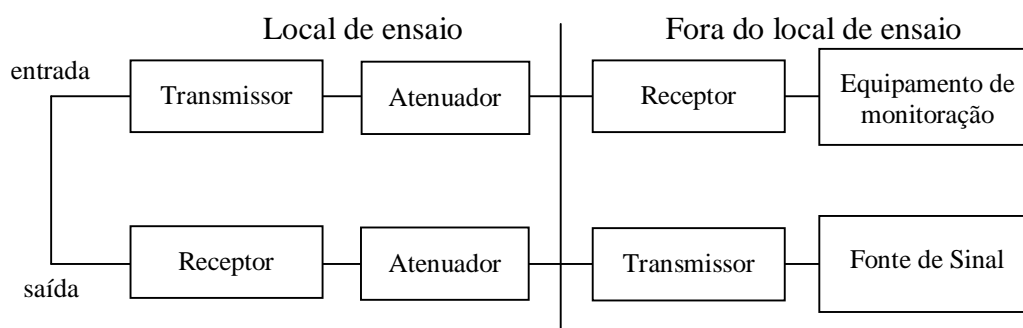 Local de ensaio
Fora do local de ensaio
entrada
Transmissor
Atenuador
Receptor
Equipamento de
monitoração
saída
Receptor
Atenuador
Transmissor
Fonte de Sinal